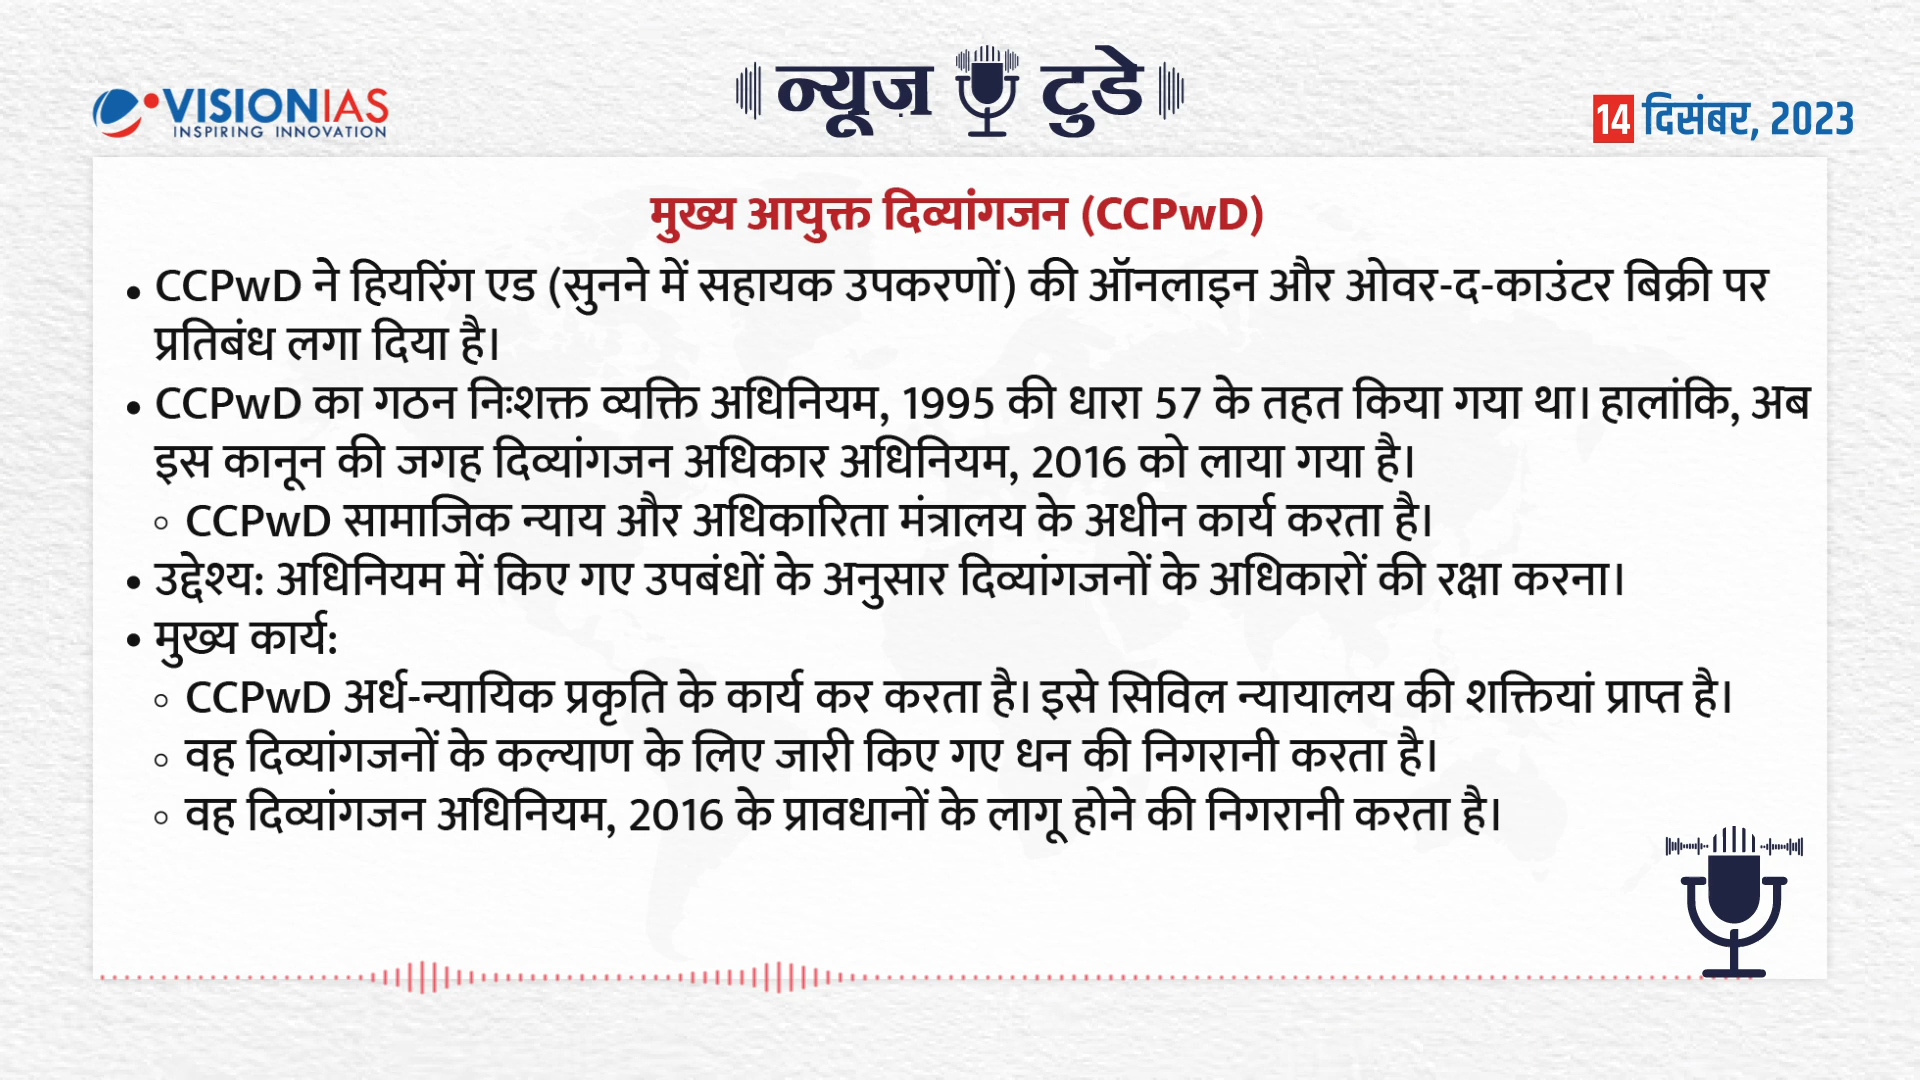 VISIONIAS
INSPIRING INNOVATION
न्यूज़ टुडे
14 दिसंबर, 2023
मुख्य आयुक्त दिव्यांगजन (CCPwD)
• CCPwD ने हियरिंग एड (सुनने में सहायक उपकरणों) की ऑनलाइन और ओवर-द-काउंटर बिक्री पर
प्रतिबंध लगा दिया है।
• CCPwD का गठन निःशक्त व्यक्ति अधिनियम, 1995 की धारा 57 के तहत किया गया था। हालांकि, अब
इस कानून की जगह दिव्यांगजन अधिकार अधिनियम, 2016 को लाया गया है।
◦ CCPwD सामाजिक न्याय और अधिकारिता मंत्रालय के अधीन कार्य करता है।
• उद्देश्य: अधिनियम में किए गए उपबंधों के अनुसार दिव्यांगजनों के अधिकारों की रक्षा करना।
• मुख्य कार्य:
◦ CCPwD अर्ध-न्यायिक प्रकृति के कार्य कर करता है। इसे सिविल न्यायालय की शक्तियां प्राप्त है।
◦ वह दिव्यांगजनों के कल्याण के लिए जारी किए गए धन की निगरानी करता है।
◦ वह दिव्यांगजन अधिनियम, 2016 के प्रावधानों के लागू होने की निगरानी करता है।